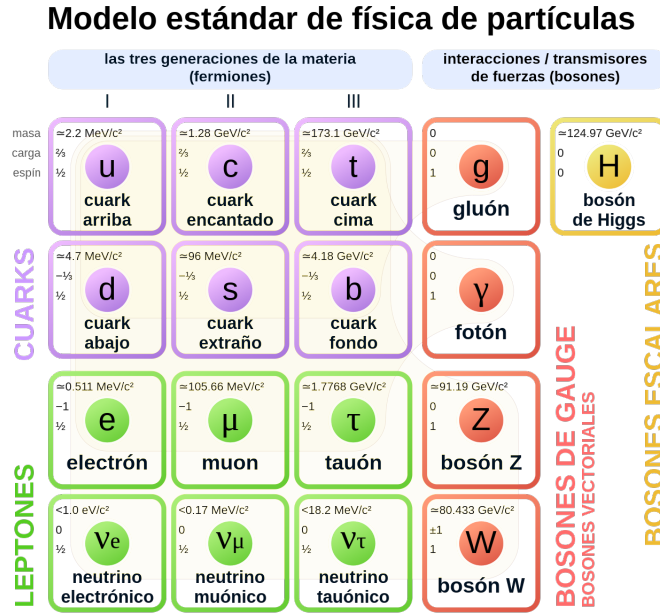 Modelo estándar de física de partículas
las tres generaciones de la materia
(fermiones)
interacciones / transmisores
de fuerzas (bosones)
I II III
masa
carga
espín
≃2.2 MeV/c²
⅔
½
u
cuark
arriba
≃1.28 GeV/c²
⅔
½
c
cuark
encantado
≃173.1 GeV/c²
⅔
½
t
cuark
cima
0
0
1
g
gluón
≃124.97 GeV/c²
0
0
H
bosón
de Higgs
CUARKS
≃4.7 MeV/c²
−⅓
½
d
cuark
abajo
≃96 MeV/c²
−⅓
½
s
cuark
extraño
≃4.18 GeV/c²
−⅓
½
b
cuark
fondo
0
0
1
γ
fotón
LEPTONES
≃0.511 MeV/c²
−1
½
e
electrón
≃105.66 MeV/c²
−1
½
μ
muon
≃1.7768 GeV/c²
−1
½
τ
tauón
≃91.19 GeV/c²
0
1
Z
bosón Z
<1.0 eV/c²
0
½
νe
neutrino
electrónico
<0.17 MeV/c²
0
½
νμ
neutrino
muónico
<18.2 MeV/c²
0
½
ντ
neutrino
tauónico
≃80.433 GeV/c²
±1
1
W
bosón W
BOSONES DE GAUGE
BOSONES VECTORIALES
BOSONES ESCALARES